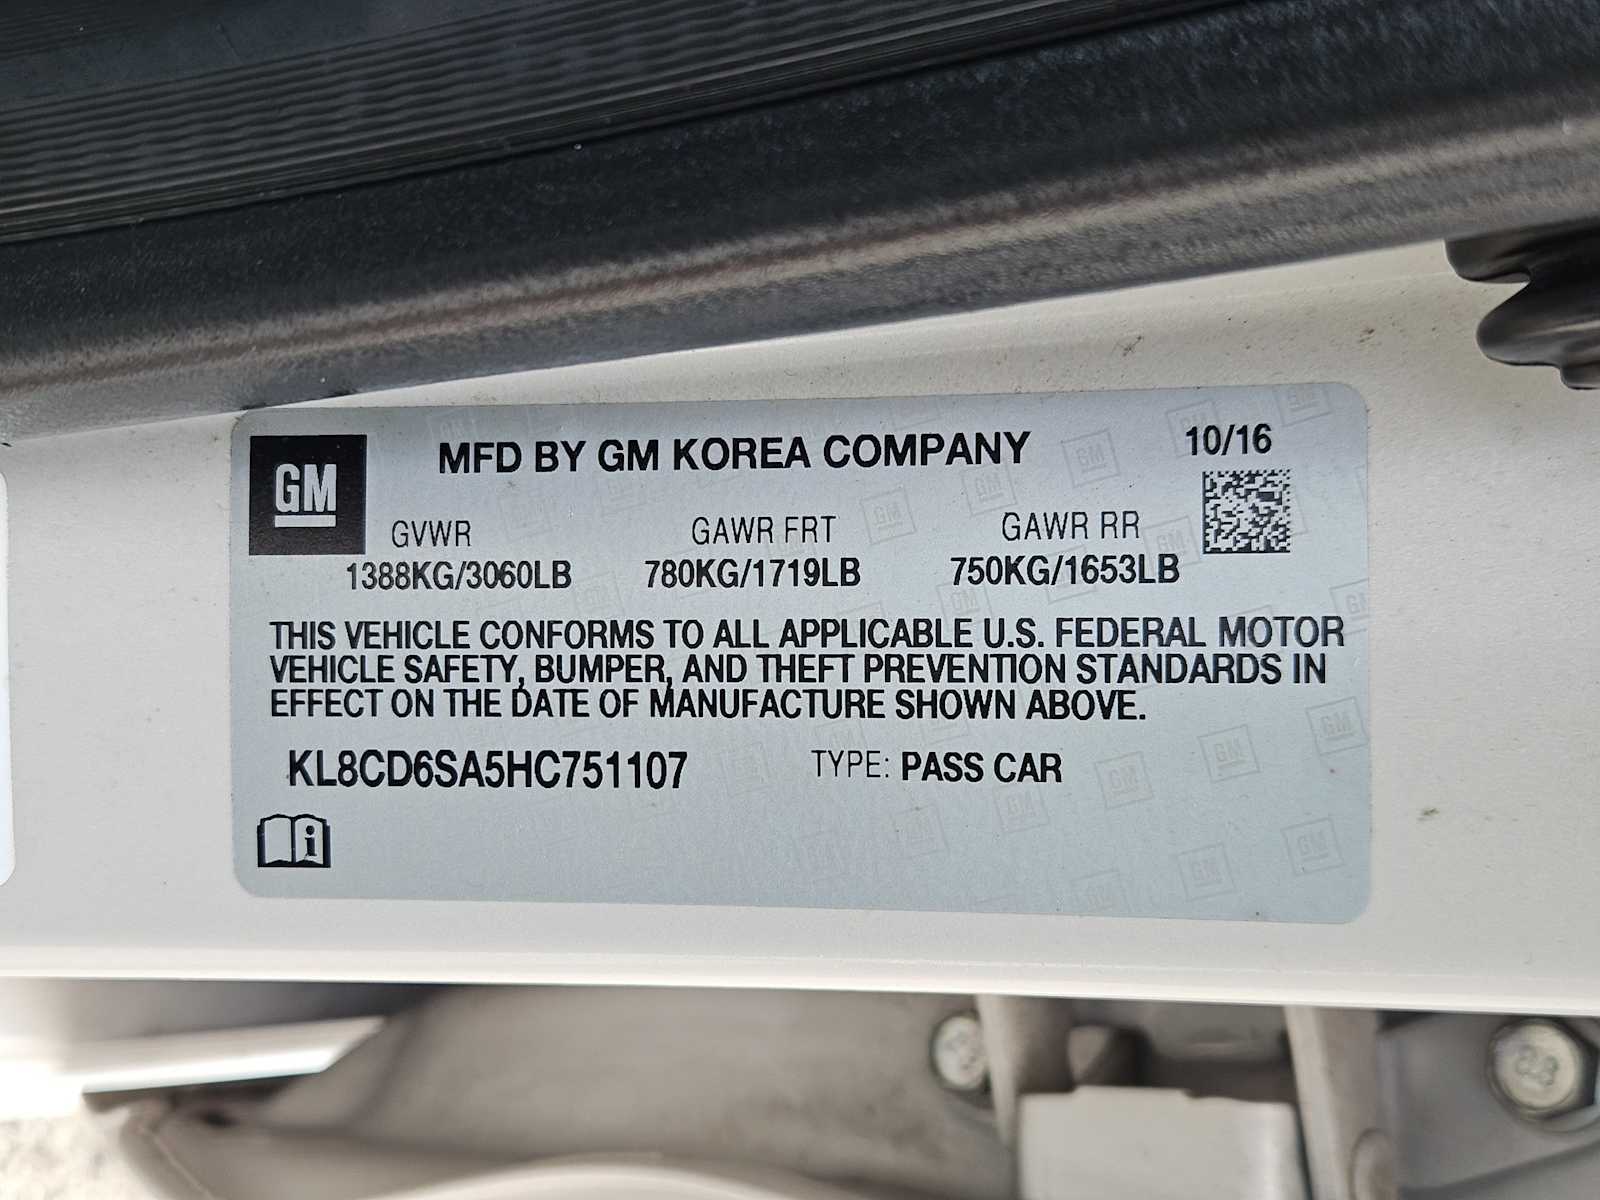 GM
MFD BY GM KOREA COMPANY
10/16
GVWR
GAWR FRT
GAWR RR
1388KG/3060LB
780KG/1719LB
750KG/1653LB
THIS VEHICLE CONFORMS TO ALL APPLICABLE U.S. FEDERAL MOTOR
VEHICLE SAFETY, BUMPER, AND THEFT PREVENTION STANDARDS IN
EFFECT ON THE DATE OF MANUFACTURE SHOWN ABOVE.
KL8CD6SA5HC751107
TYPE: PASS CAR
i